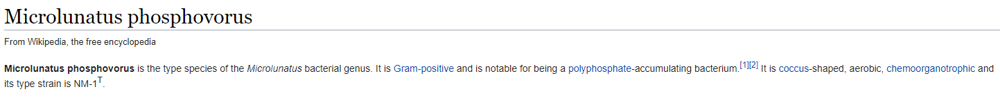 Microlunatus phosphovorus
From Wikipedia, the free encyclopedia
Microlunatus phosphovorus is the type species of the Microlunatus bacterial genus. It is Gram-positive and is notable for being a polyphosphate-accumulating bacterium.[1][2] It is coccus-shaped, aerobic, chemoorganotrophic and
its type strain is NM-1T.